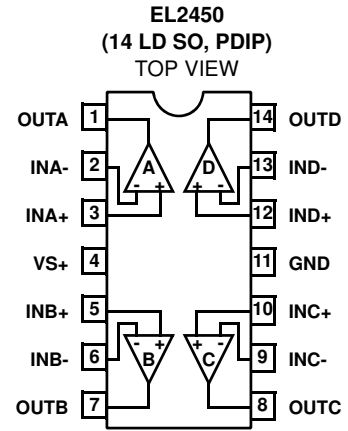 EL2450
(14 LD SO, PDIP)
TOP VIEW
OUTA 1 14 OUTD
INA- 2 A D 13 IND-
- + + -
INA+ 3 12 IND+
VS+ 4 11 GND
INB+ 5 10 INC+
- + + -
INB- 6 B C 9 INC-
OUTB 7 8 OUTC